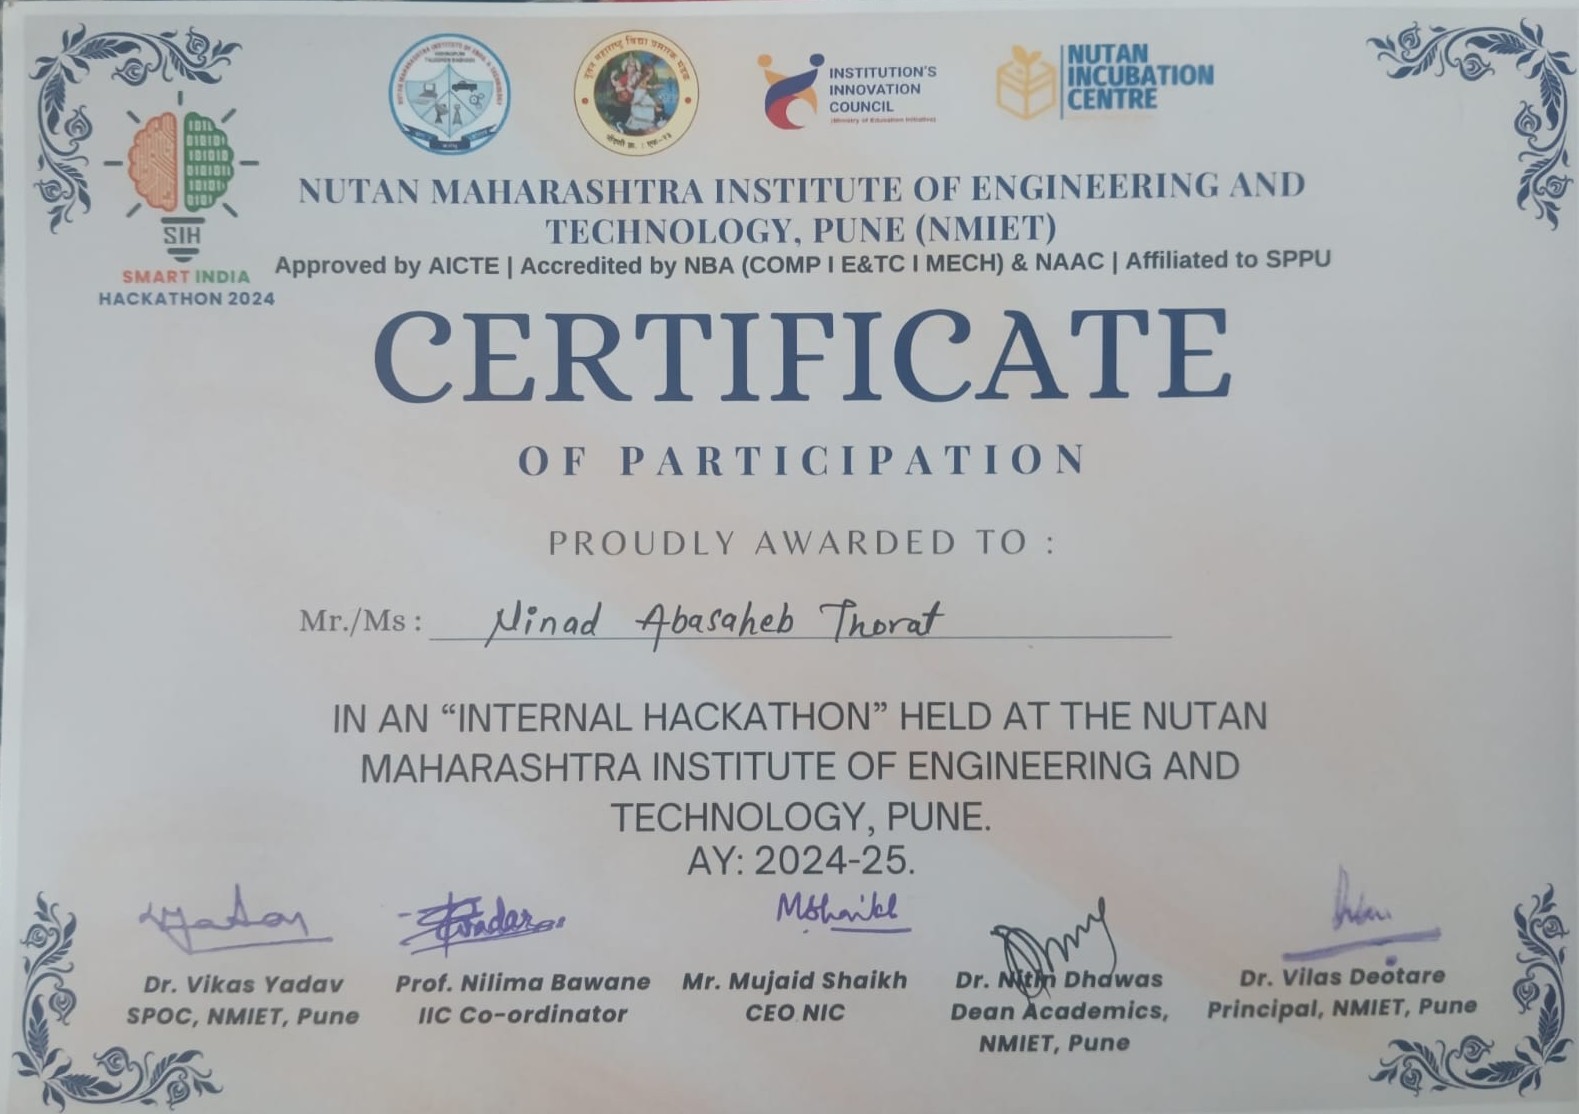 INSTITUTION'S
INNOVATION
COUNCIL
(Ministry of Education Initiative)
NUTAN
INCUBATION
CENTRE
SIH
SMART INDIA
HACKATHON 2024
NUTAN MAHARASHTRA INSTITUTE OF ENGINEERING AND
TECHNOLOGY, PUNE (NMIET)
Approved by AICTE | Accredited by NBA (COMP I E&TC I MECH) & NAAC | Affiliated to SPPU
CERTIFICATE
OF PARTICIPATION
PROUDLY AWARDED TO :
Mr./Ms : Ninad Abasaheb Thorat
IN AN “INTERNAL HACKATHON” HELD AT THE NUTAN
MAHARASHTRA INSTITUTE OF ENGINEERING AND
TECHNOLOGY, PUNE.
AY: 2024-25.
MShaikh
Dr. Vikas Yadav
SPOC, NMIET, Pune
Prof. Nilima Bawane
IIC Co-ordinator
Mr. Mujaid Shaikh
CEO NIC
Dr. Nitin Dhawas
Dean Academics,
NMIET, Pune
Dr. Vilas Deotare
Principal, NMIET, Pune